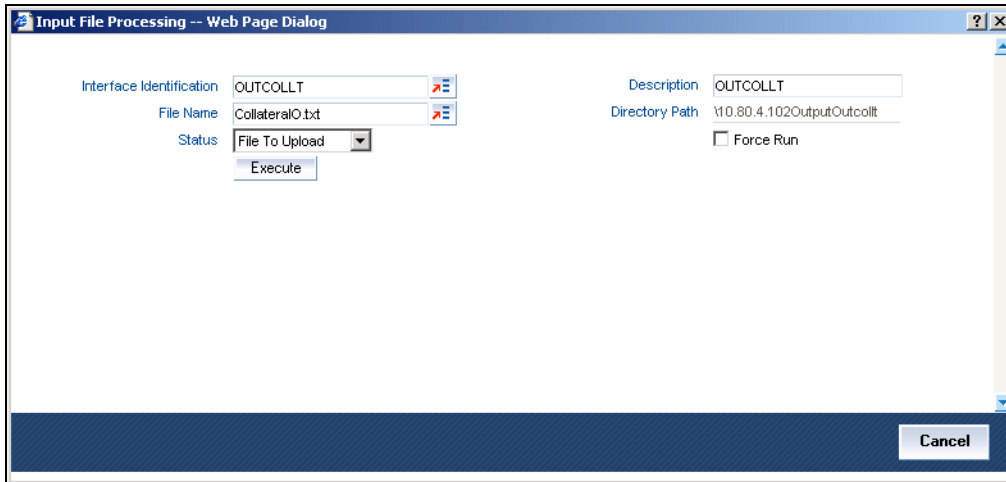 Input File Processing -- Web Page Dialog
Interface Identification OUTCOLLT Description OUTCOLLT
File Name CollateralO.txt Directory Path \10.80.4.102OutputOutcollt
Status File To Upload Force Run
Execute
Cancel